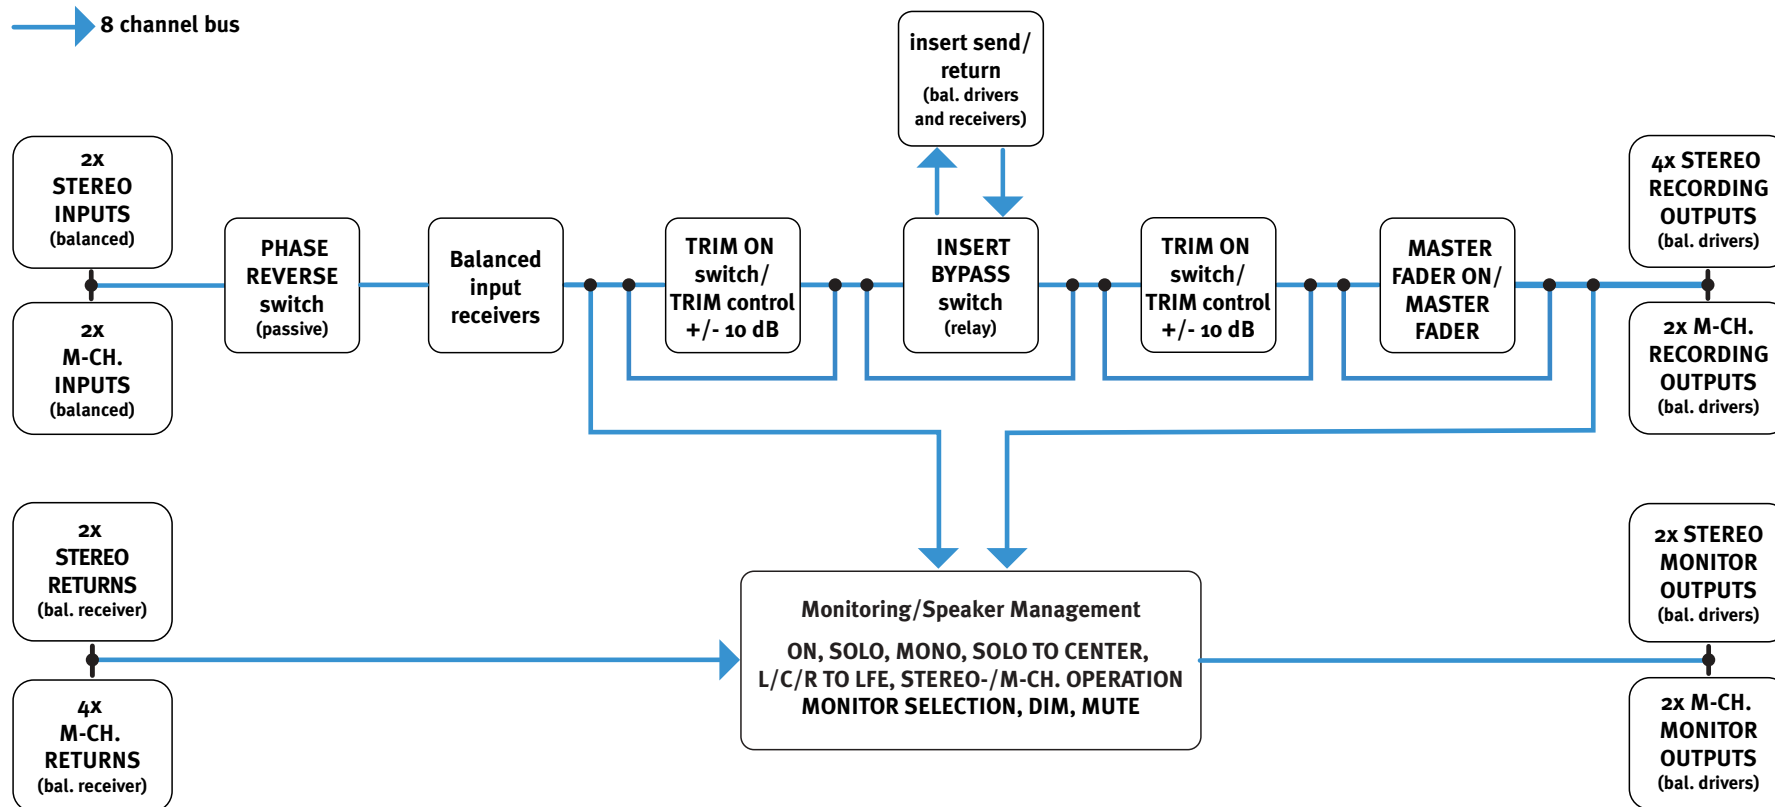 8 channel bus
insert send/
return
(bal. drivers
and receivers)
2x
STEREO
INPUTS
(balanced)
2x
M-CH.
INPUTS
(balanced)
PHASE
REVERSE
switch
(passive)
Balanced
input
receivers
TRIM ON
switch/
TRIM control
+/- 10 dB
INSERT
BYPASS
switch
(relay)
TRIM ON
switch/
TRIM control
+/- 10 dB
MASTER
FADER ON/
MASTER
FADER
4x STEREO
RECORDING
OUTPUTS
(bal. drivers)
2x M-CH.
RECORDING
OUTPUTS
(bal. drivers)
2x
STEREO
RETURNS
(bal. receiver)
4x
M-CH.
RETURNS
(bal. receiver)
Monitoring/Speaker Management
ON, SOLO, MONO, SOLO TO CENTER,
L/C/R TO LFE, STEREO-/M-CH. OPERATION
MONITOR SELECTION, DIM, MUTE
2x STEREO
MONITOR
OUTPUTS
(bal. drivers)
2x M-CH.
MONITOR
OUTPUTS
(bal. drivers)